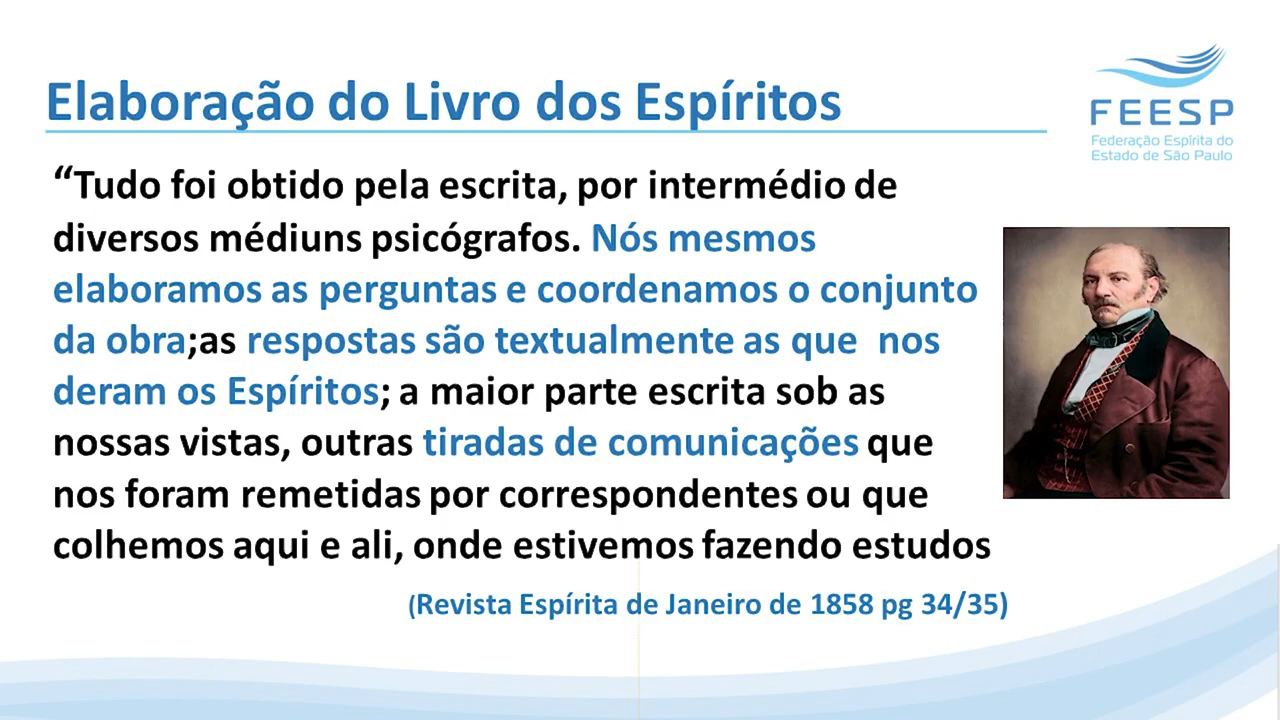 Elaboração do Livro dos Espíritos
FEESP
Federação Espírita do
Estado de São Paulo
“Tudo foi obtido pela escrita, por intermédio de
diversos médiuns psicógrafos. Nós mesmos
elaboramos as perguntas e coordenamos o conjunto
da obra;as respostas são textualmente as que nos
deram os Espíritos; a maior parte escrita sob as
nossas vistas, outras tiradas de comunicações que
nos foram remetidas por correspondentes ou que
colhemos aqui e ali, onde estivemos fazendo estudos
(Revista Espírita de Janeiro de 1858 pg 34/35)